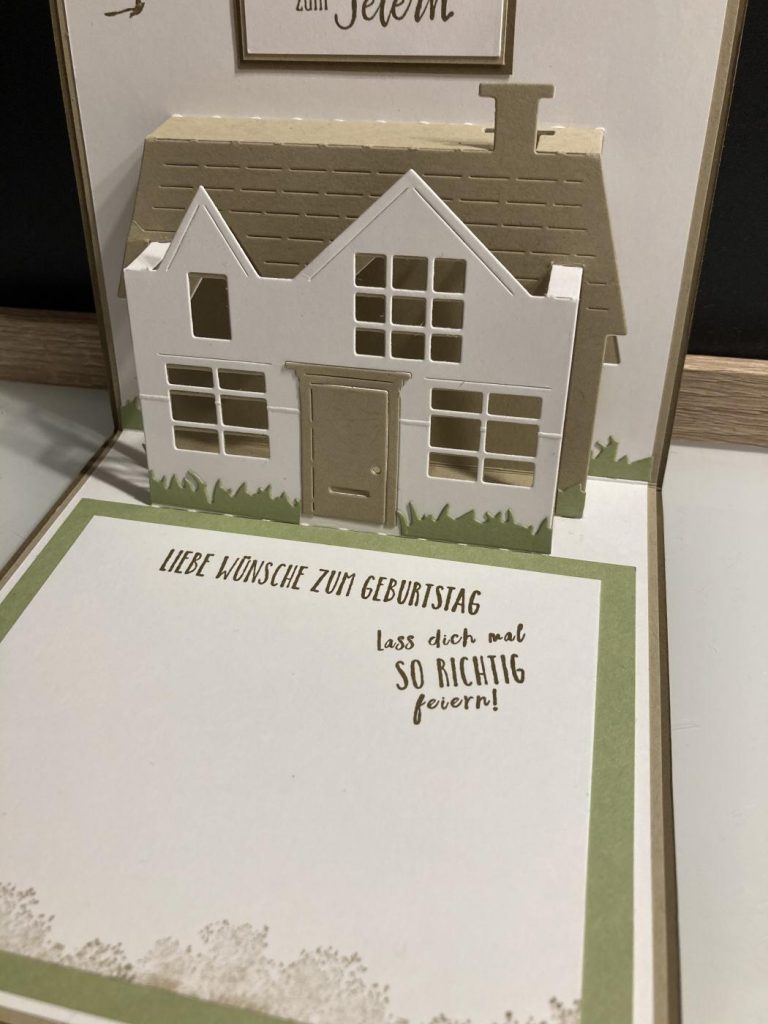 zum Feiern
LIEBE WÜNSCHE ZUM GEBURTSTAG
lass dich mal
SO RICHTIG
feiern!